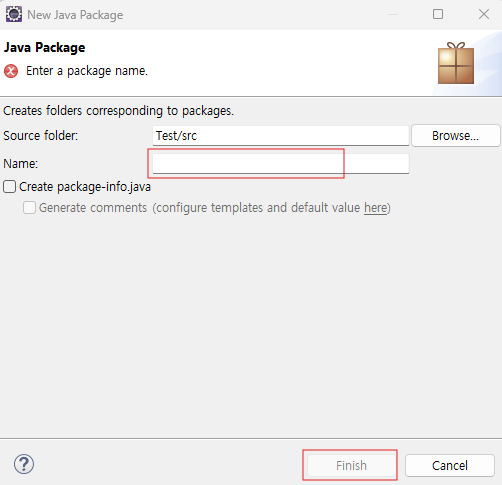 New Java Package
Java Package
Enter a package name.
Creates folders corresponding to packages.
Source folder: Test/src Browse...
Name:
Create package-info.java
Generate comments (configure templates and default value here)
? Finish Cancel